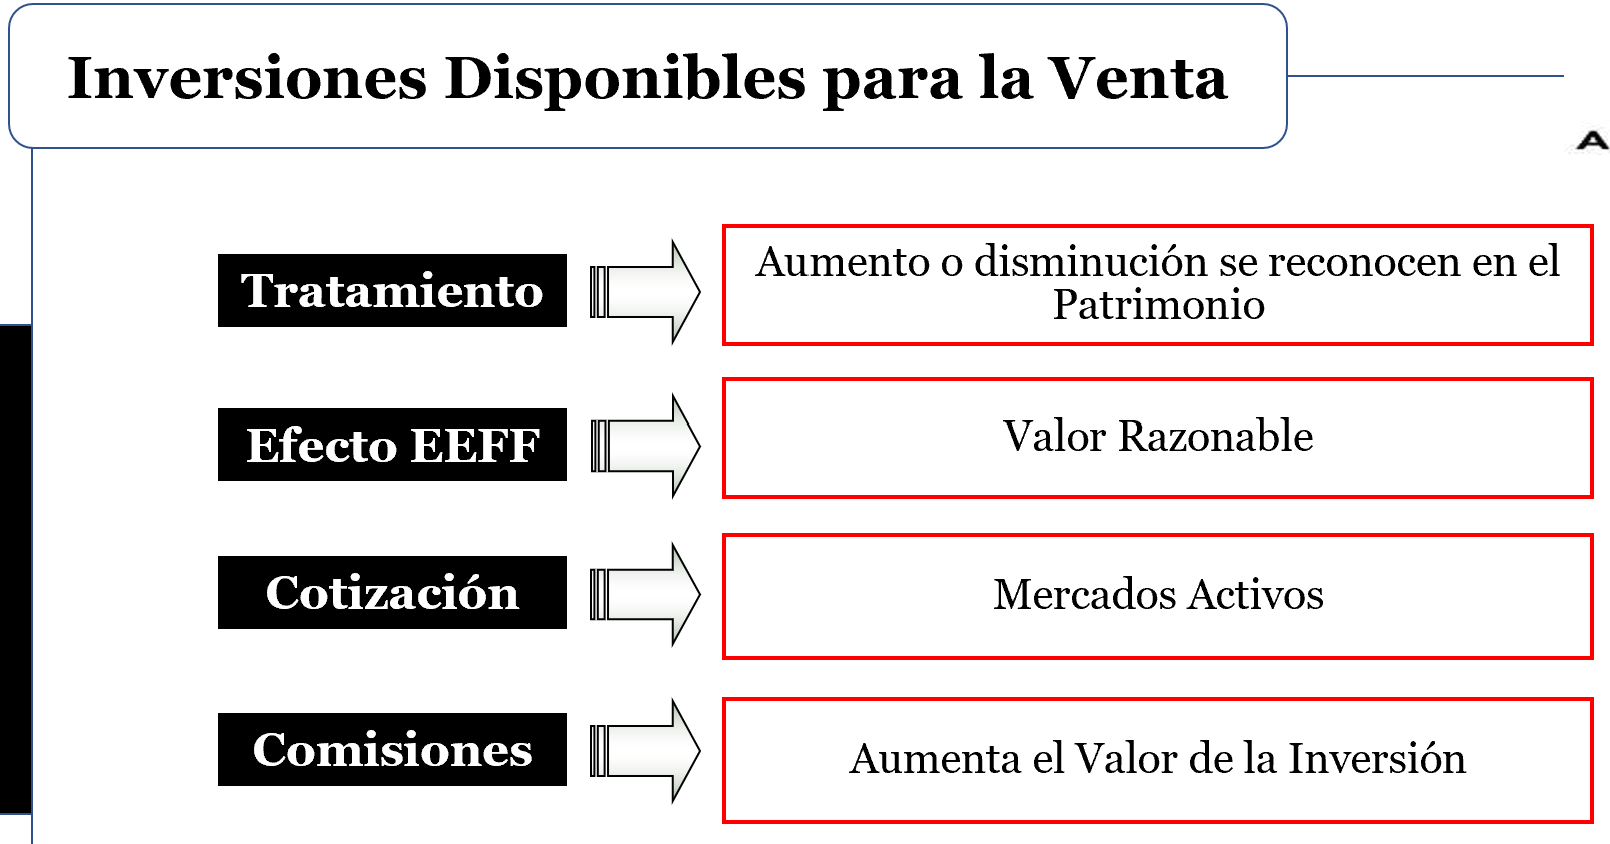 Inversiones Disponibles para la Venta
A
Tratamiento
Aumento o disminución se reconocen en el
Patrimonio
Efecto EEFF
Valor Razonable
Cotización
Mercados Activos
Comisiones
Aumenta el Valor de la Inversión